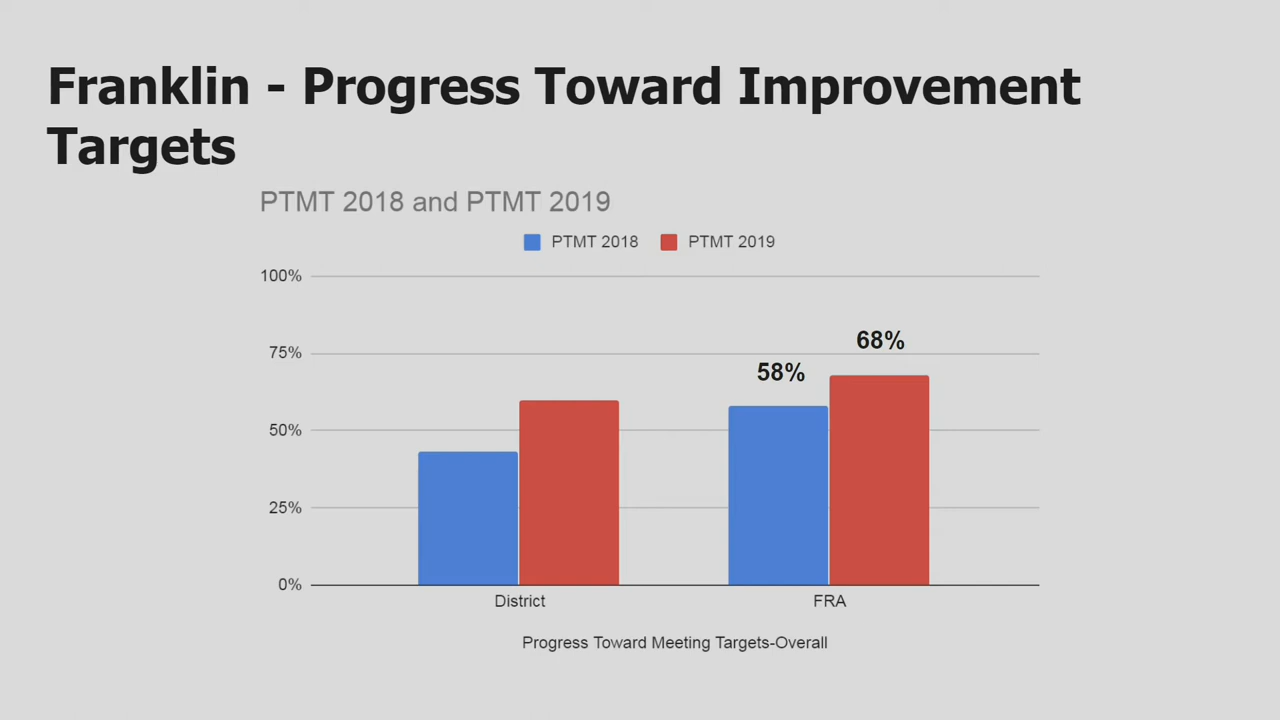 Franklin - Progress Toward Improvement
Targets
PTMT 2018 and PTMT 2019
PTMT 2018 PTMT 2019
100%
75%
50%
25%
0%
58%
68%
District FRA
Progress Toward Meeting Targets-Overall